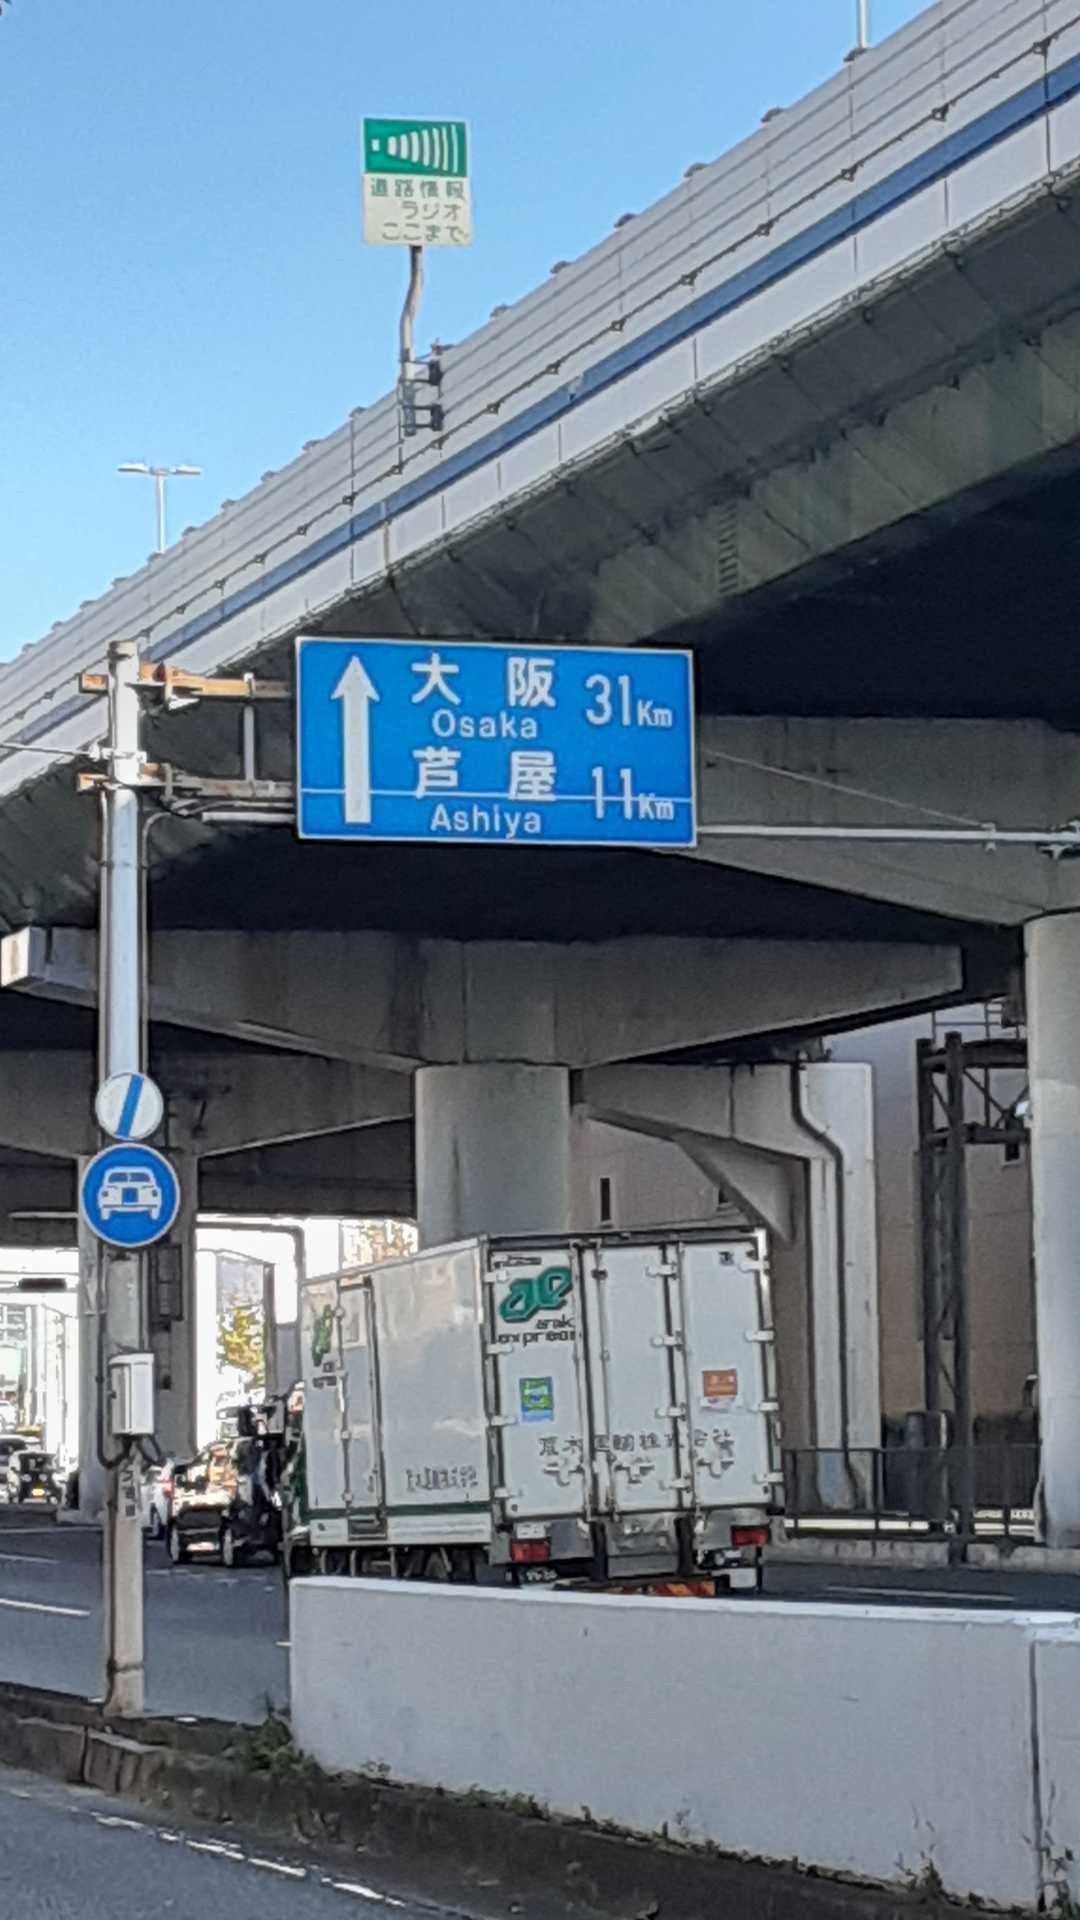 道路情報
ラジオ
ここまで
大阪 31Km
Osaka
芦屋 11Km
Ashiya
ae
express